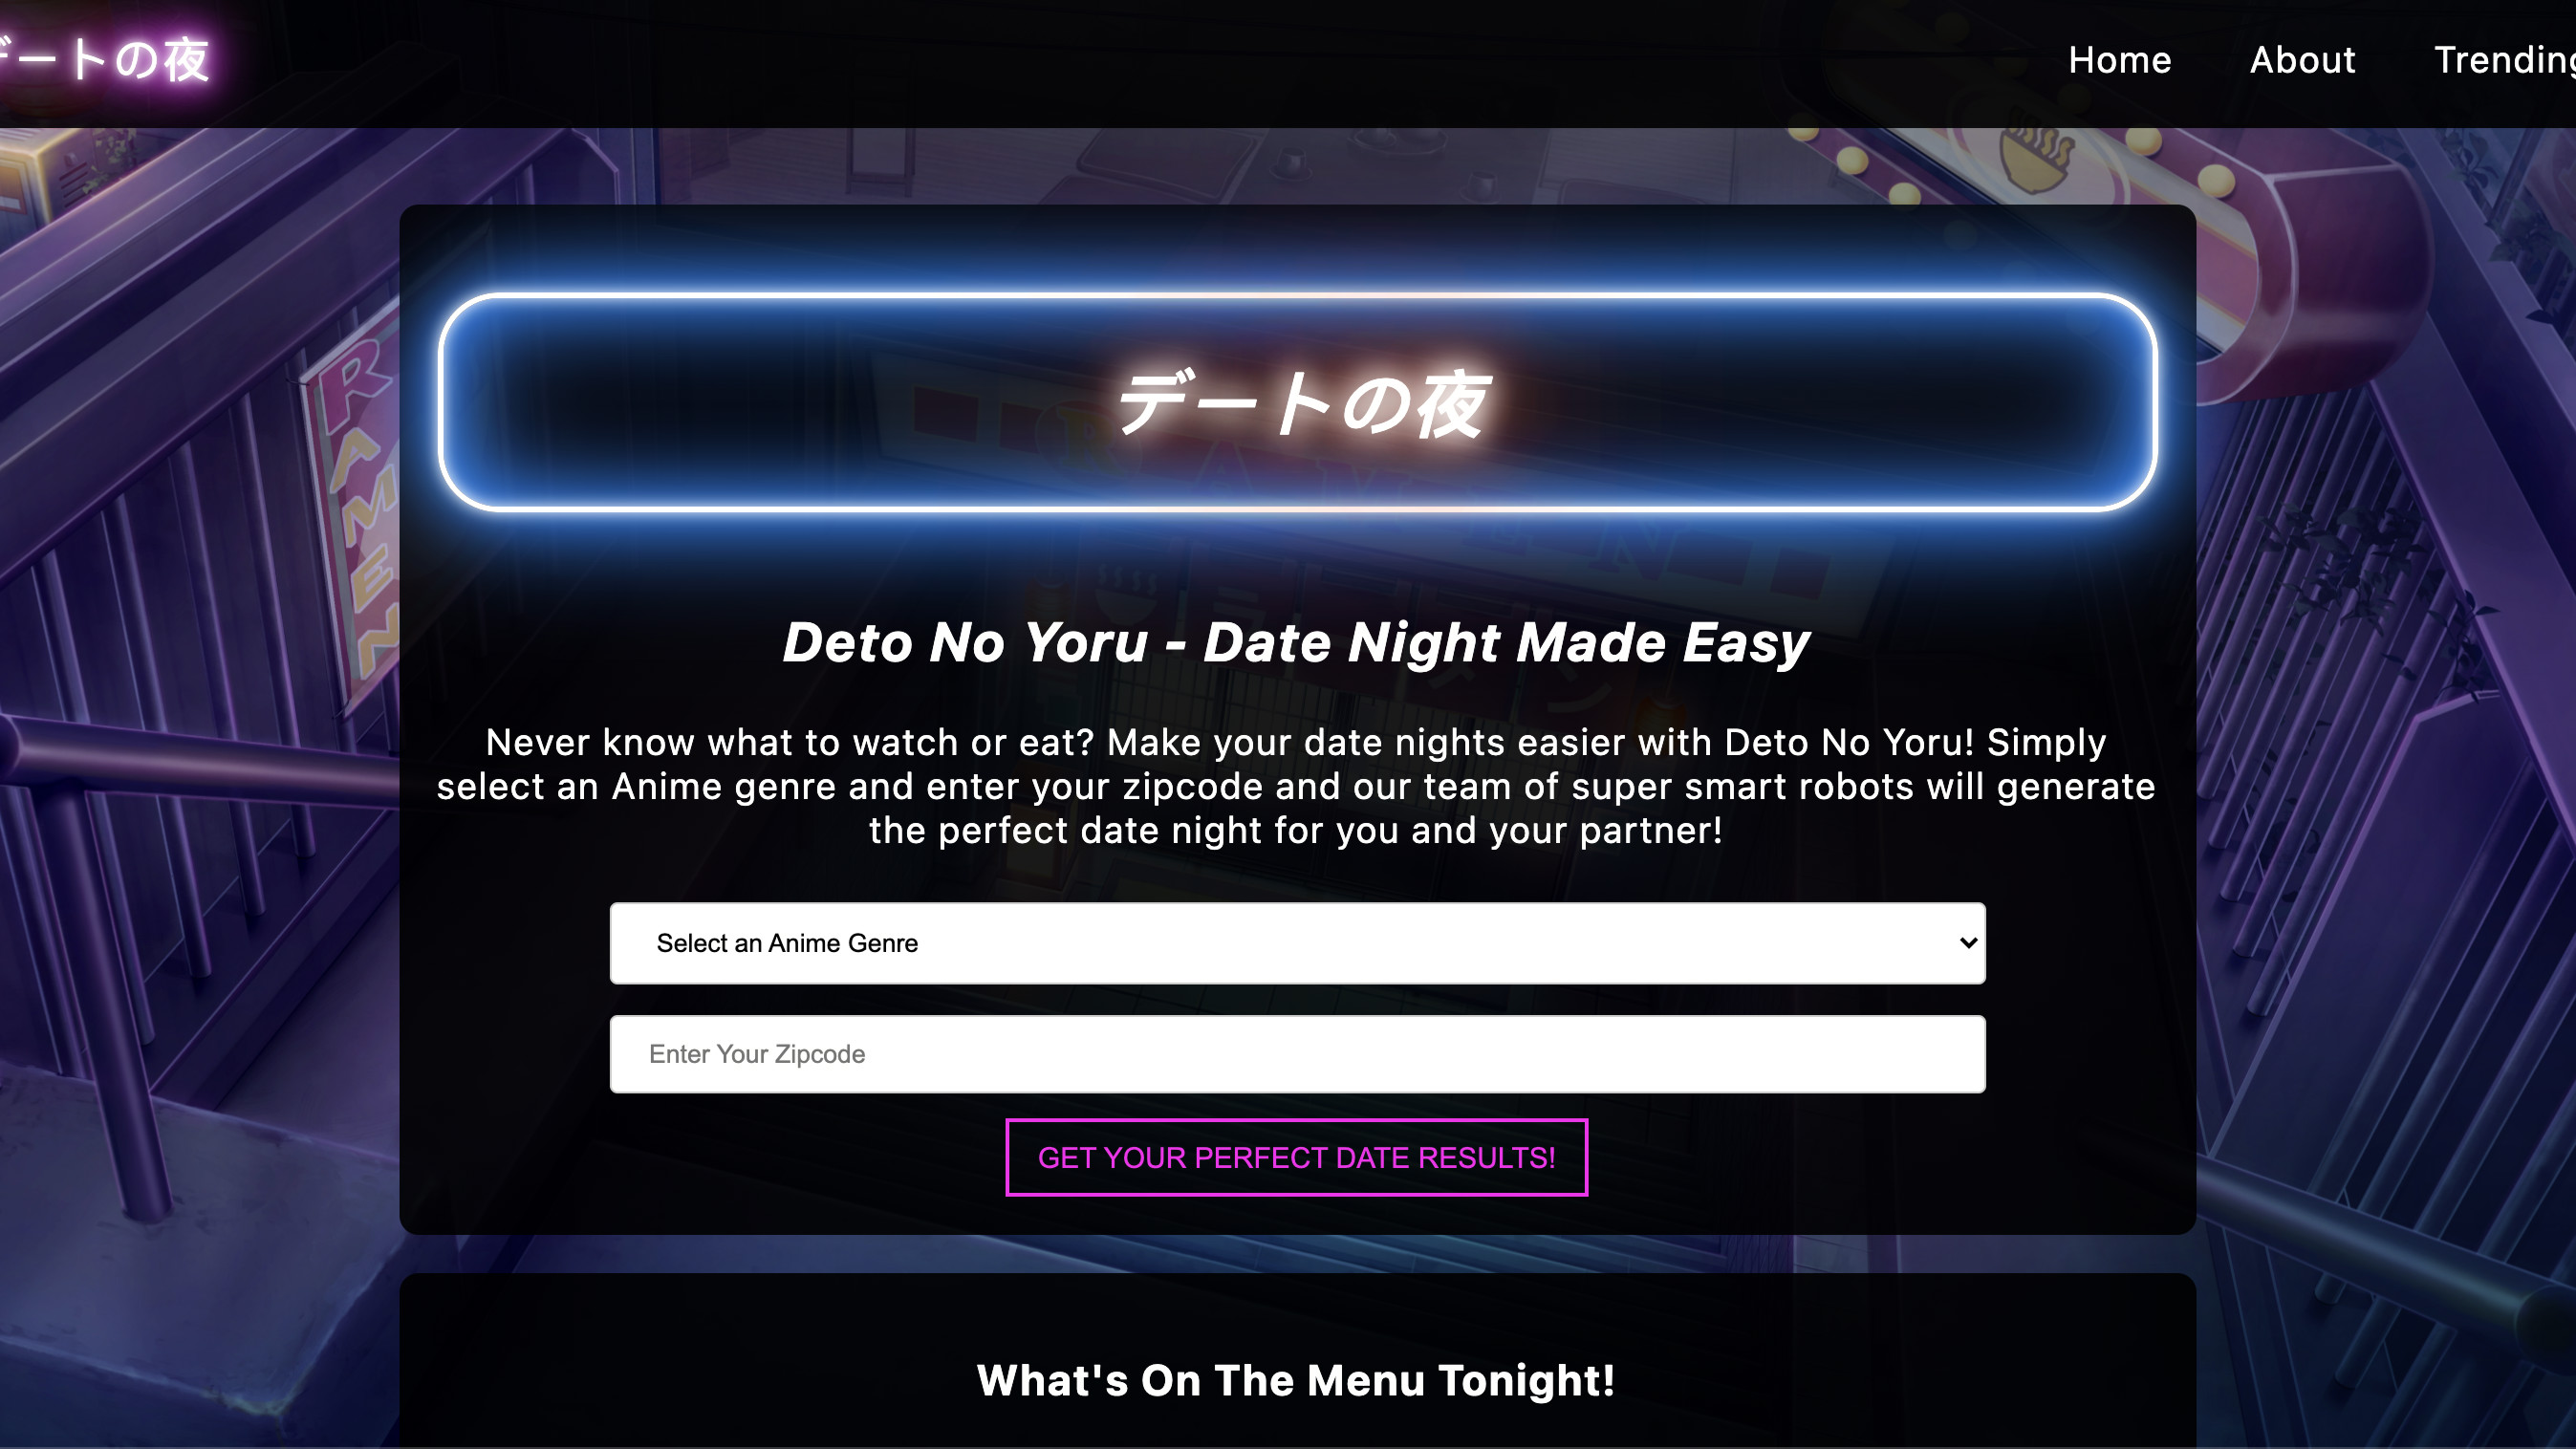 デートの夜
Home
About
Trending
RAMEN
デートの夜
RAMEN
Deto No Yoru - Date Night Made Easy
Never know what to watch or eat? Make your date nights easier with Deto No Yoru! Simply
select an Anime genre and enter your zipcode and our team of super smart robots will generate
the perfect date night for you and your partner!
Select an Anime Genre
Enter Your Zipcode
GET YOUR PERFECT DATE RESULTS!
What's On The Menu Tonight!